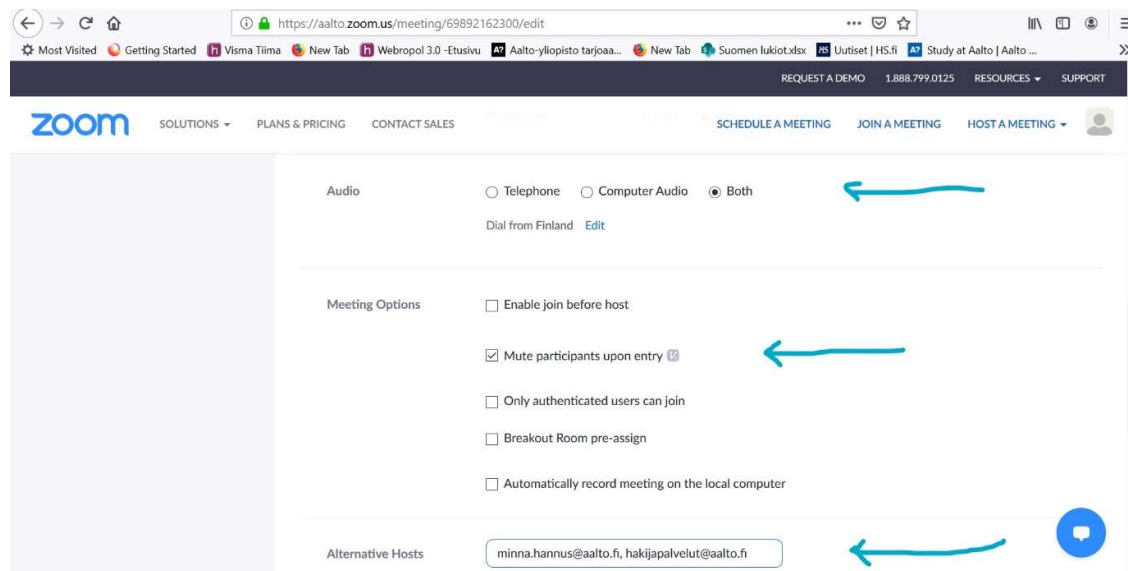 https://aalto.zoom.us/meeting/69892162300/edit
Most Visited Getting Started Visma Tiima New Tab Webropol 3.0 -Etusivu Aalto-yliopisto tarjoaa... New Tab Suomen lukiot.xlsx Uutiset | HS.fi Study at Aalto | Aalto ...
REQUEST A DEMO 1.888.799.0125 RESOURCES SUPPORT
zoom SOLUTIONS PLANS & PRICING CONTACT SALES SCHEDULE A MEETING JOIN A MEETING HOST A MEETING
Audio Telephone Computer Audio Both
Dial from Finland Edit
Meeting Options Enable join before host
Mute participants upon entry
Only authenticated users can join
Breakout Room pre-assign
Automatically record meeting on the local computer
Alternative Hosts minna.hannus@aalto.fi, hakijapalvelut@aalto.fi